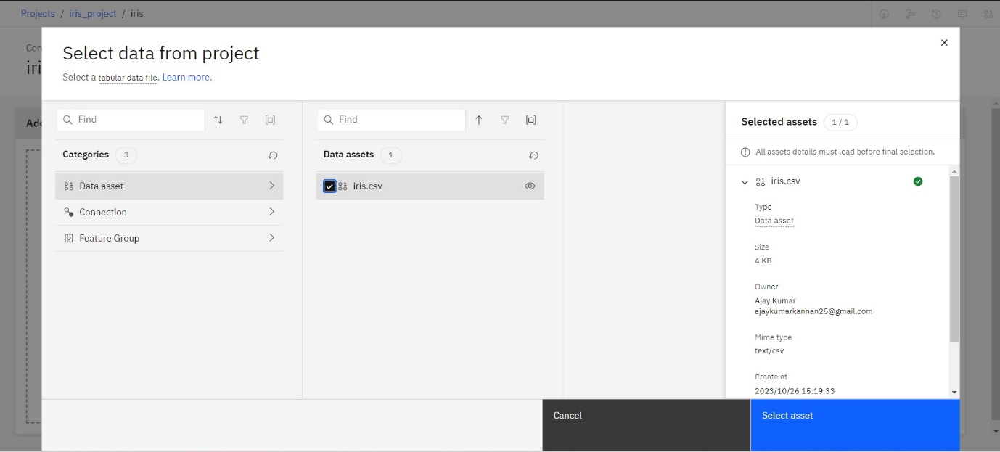 Projects / iris_project / iris
Con
iri
Add
Select data from project
Select a tabular data file. Learn more.
Find
Categories 3
Data asset
Connection
Feature Group
Find
Data assets 1
iris.csv
Selected assets 1 / 1
All assets details must load before final selection.
iris.csv
Type
Data asset
Size
4 KB
Owner
Ajay Kumar
ajaykumarkannan25@gmail.com
Mime type
text/csv
Create at
2023/10/26 15:19:33
Cancel
Select asset